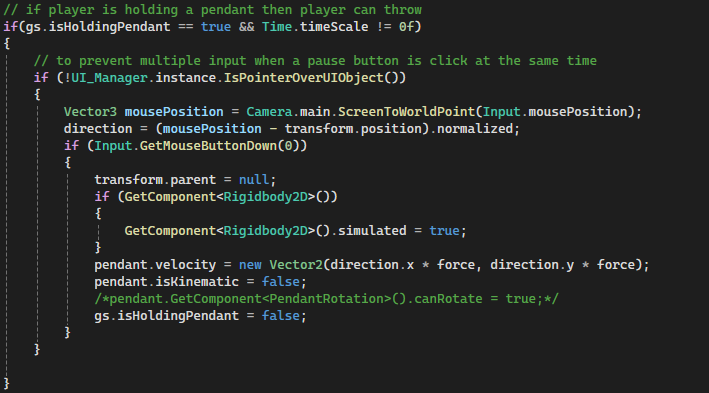 // if player is holding a pendant then player can throw
if(gs.isHoldingPendant == true && Time.timeScale != 0f)
{
// to prevent multiple input when a pause button is click at the same time
if (!UI_Manager.instance.IsPointerOverUIObject())
{
Vector3 mousePosition = Camera.main.ScreenToWorldPoint(Input.mousePosition);
direction = (mousePosition - transform.position).normalized;
if (Input.GetMouseButtonDown(0))
{
transform.parent = null;
if (GetComponent<Rigidbody2D>())
{
GetComponent<Rigidbody2D>().simulated = true;
}
pendant.velocity = new Vector2(direction.x * force, direction.y * force);
pendant.isKinematic = false;
/*pendant.GetComponent<PendantRotation>().canRotate = true;*/
gs.isHoldingPendant = false;
}
}
}